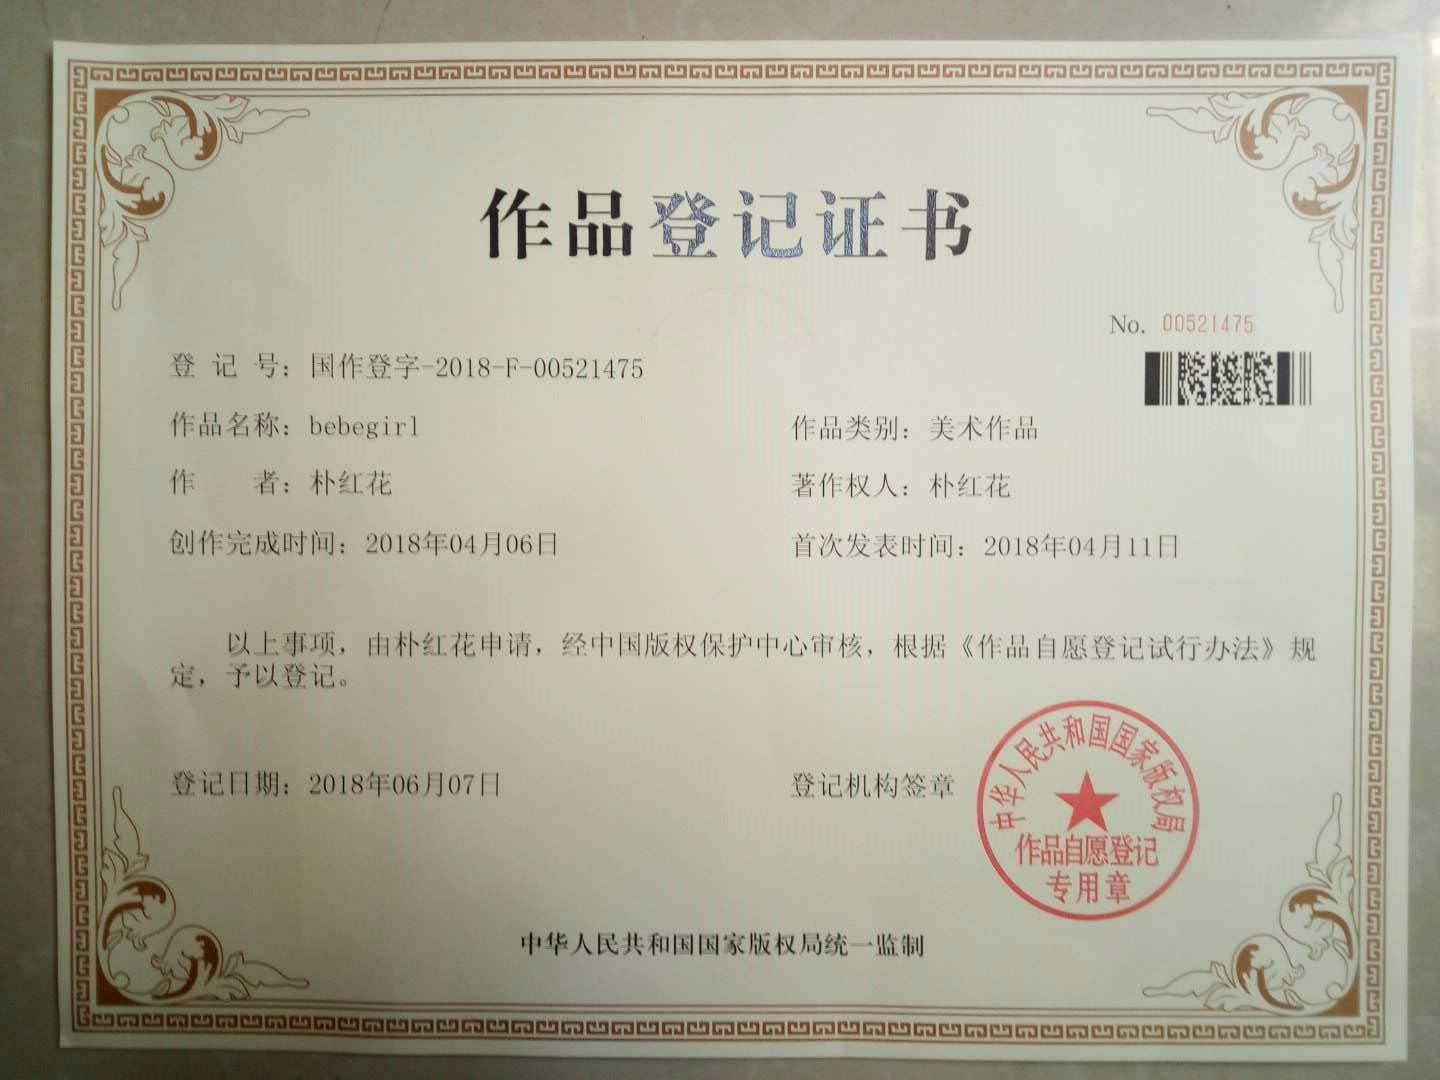 作品登记证书
No. 00521475
登 记 号：国作登字-2018-F-00521475
作品名称：bebegirl
作品类别：美术作品
作　　者：朴红花
著作权人：朴红花
创作完成时间：2018年04月06日
首次发表时间：2018年04月11日
以上事项，由朴红花申请，经中国版权保护中心审核，根据《作品自愿登记试行办法》规
定，予以登记。
登记日期：2018年06月07日
登记机构签章
中华人民共和国国家版权局
作品自愿登记
专用章
中华人民共和国国家版权局统一监制